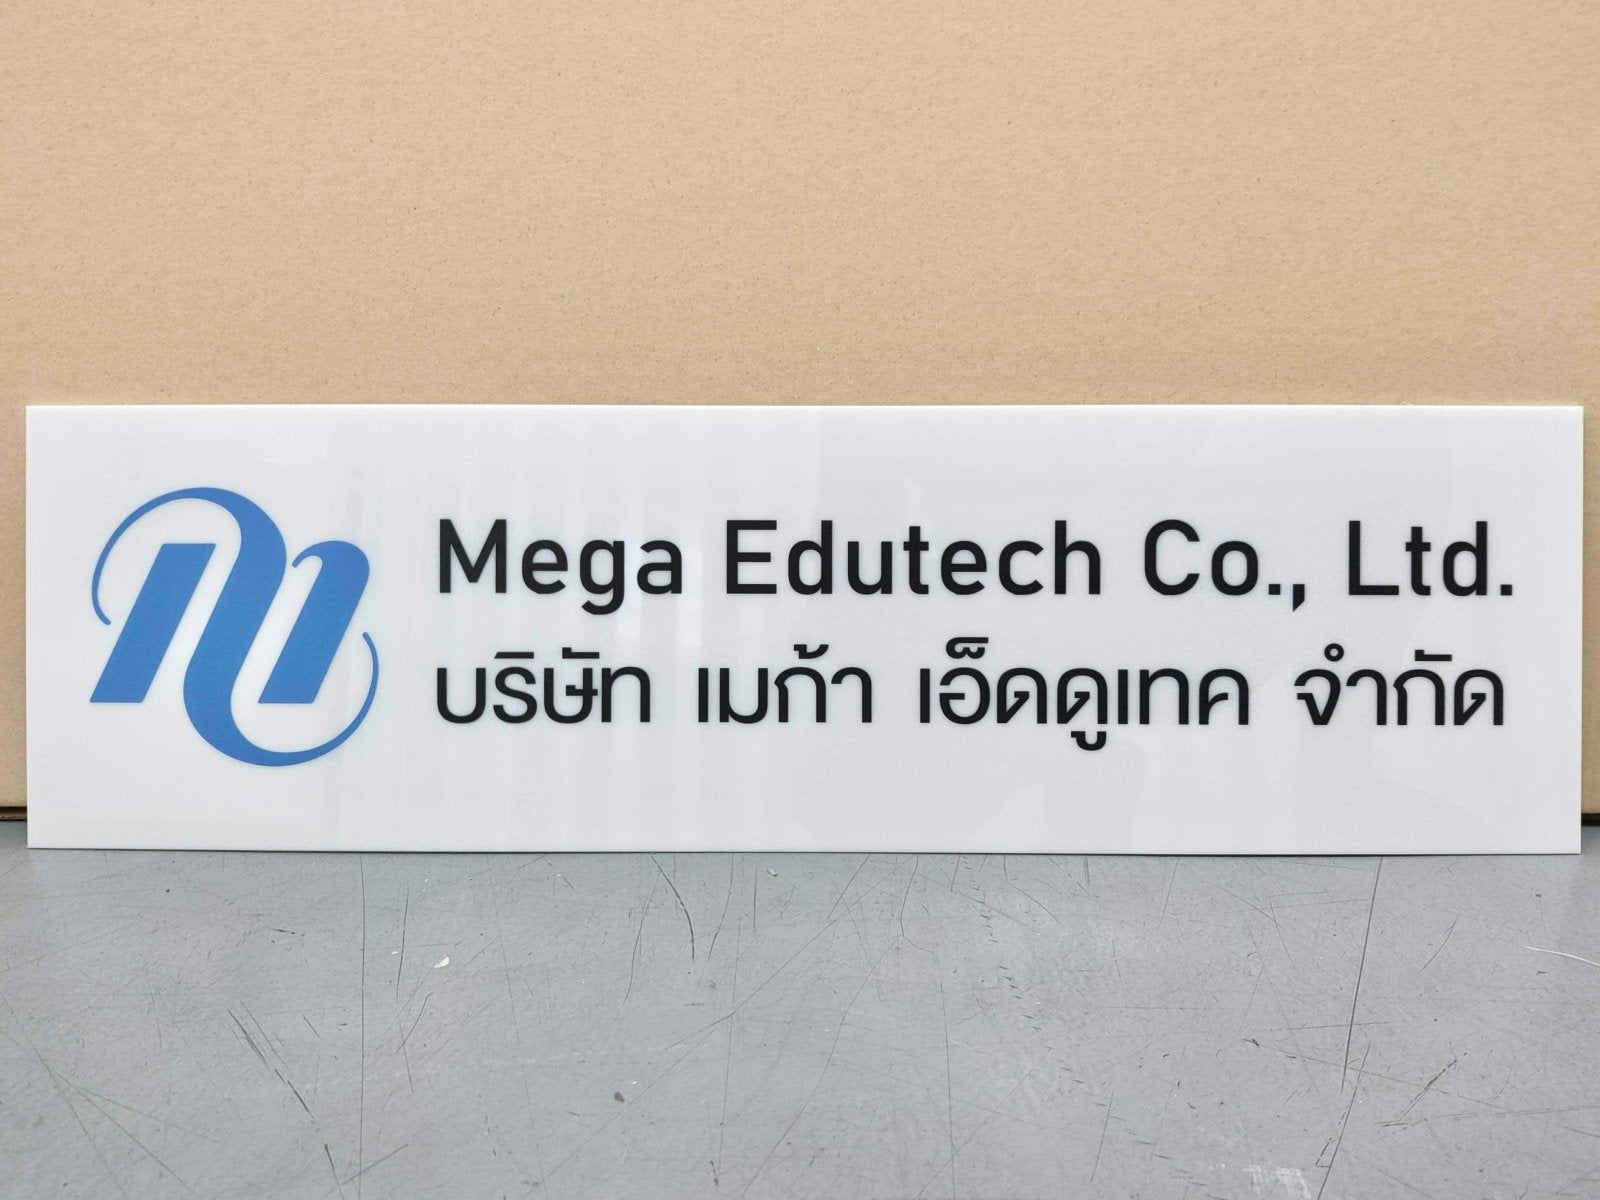 Mega Edutech Co., Ltd.
บริษัท เมก้า เอ็ดดูเทค จำกัด